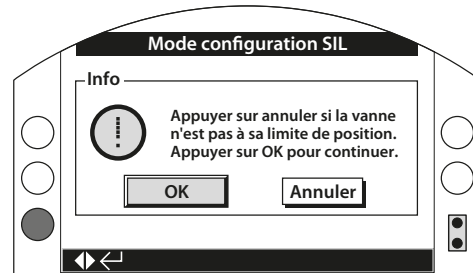 Mode configuration SIL
Info
Appuyer sur annuler si la vanne
n'est pas à sa limite de position.
Appuyer sur OK pour continuer.
OK
Annuler